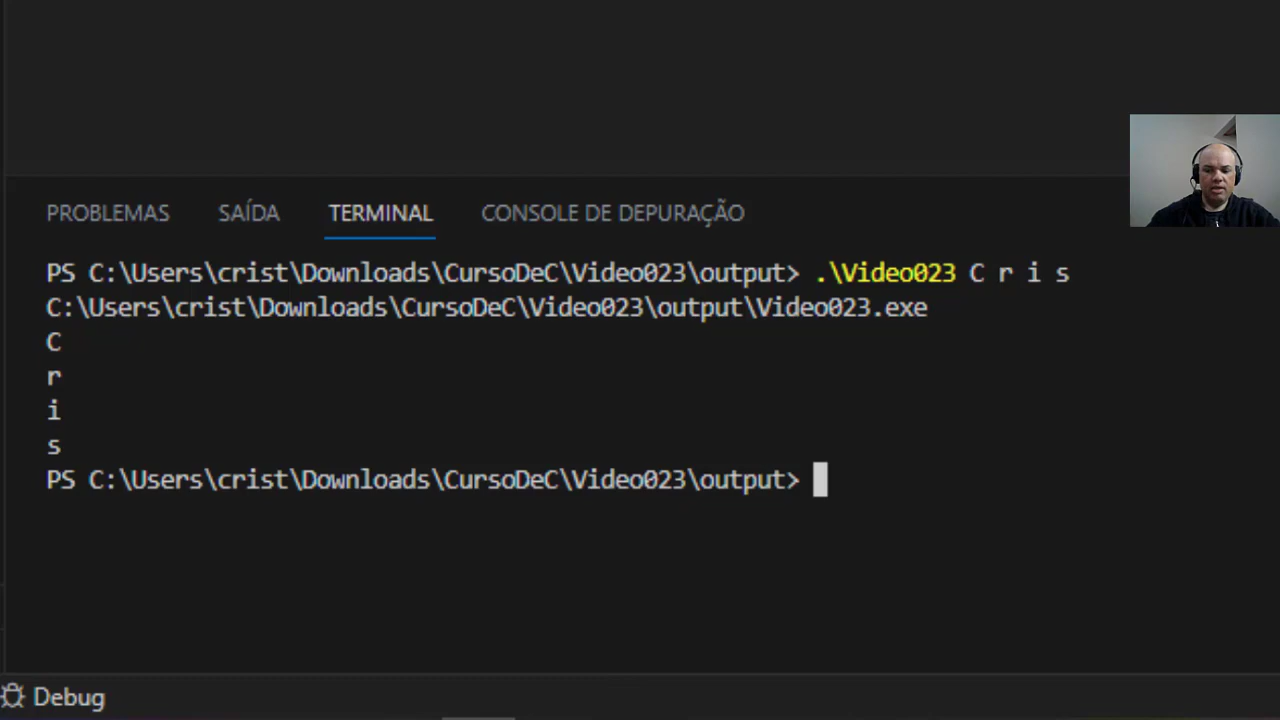 PROBLEMAS SAÍDA TERMINAL CONSOLE DE DEPURAÇÃO
PS C:\Users\crist\Downloads\CursoDeC\Video023\output> .\Video023 C r i s
C:\Users\crist\Downloads\CursoDeC\Video023\output\Video023.exe
C
r
i
s
PS C:\Users\crist\Downloads\CursoDeC\Video023\output>
Debug